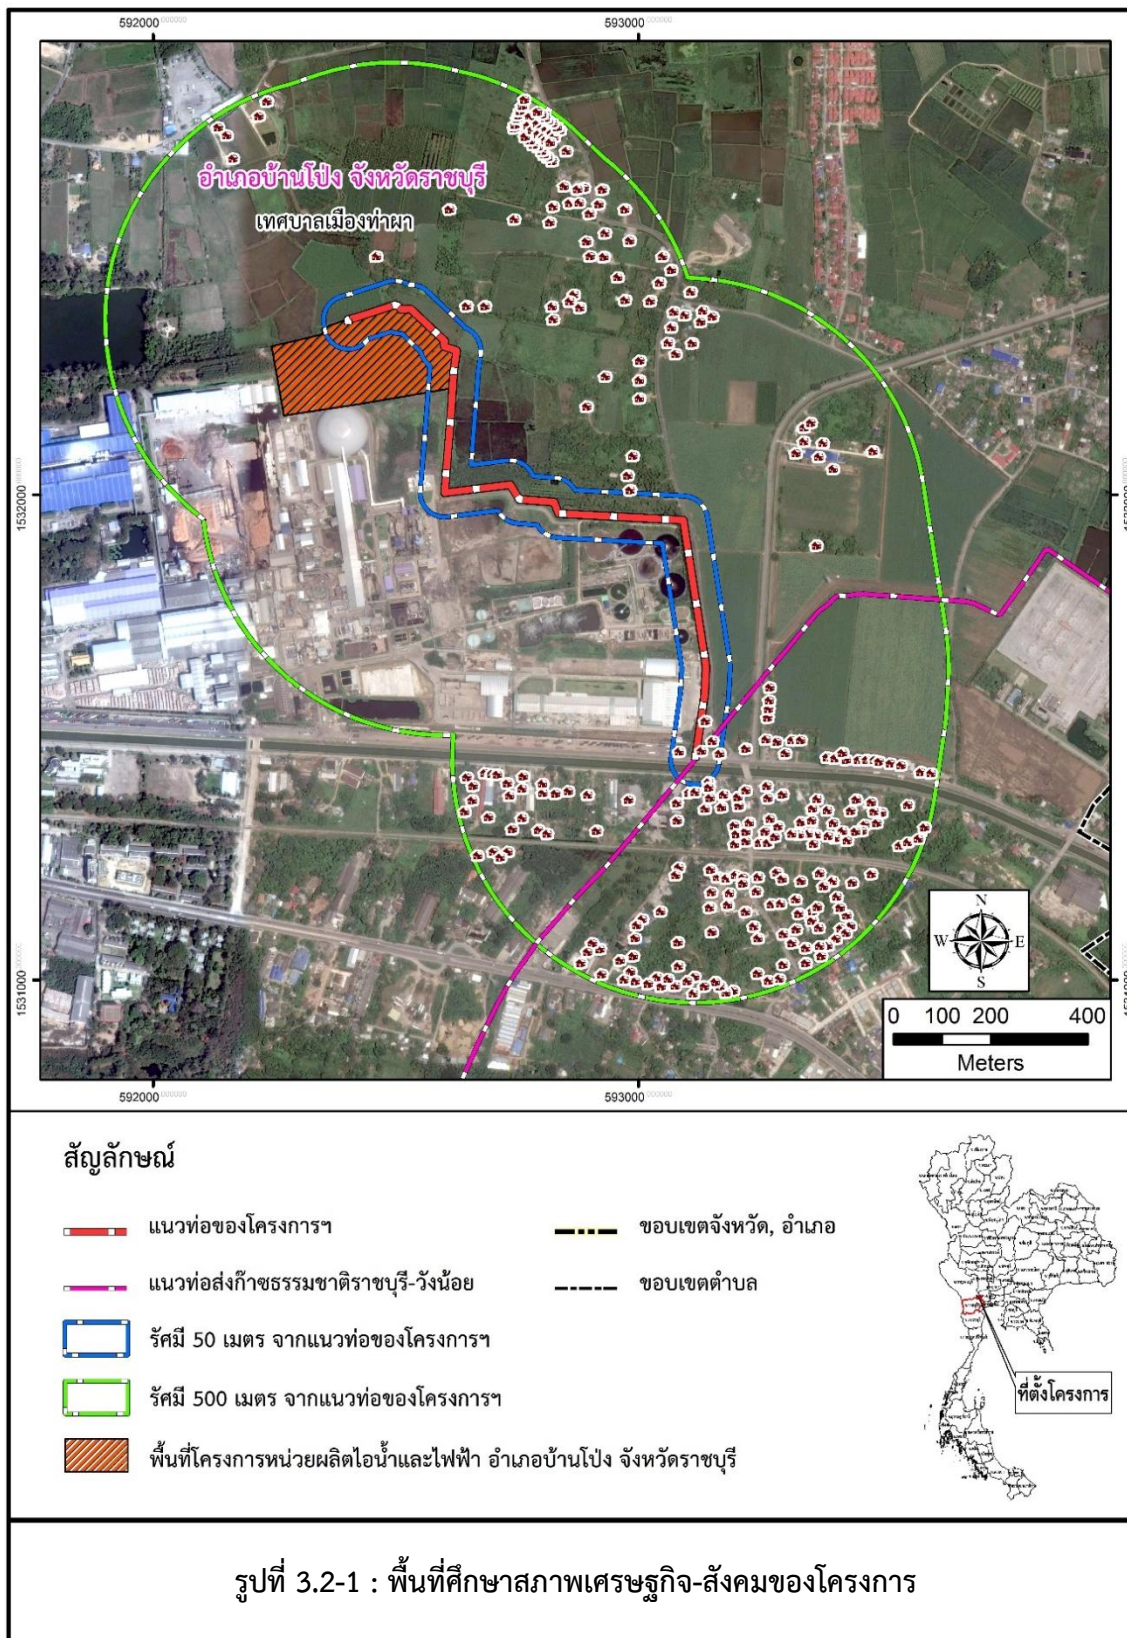 592000
593000
อำเภอบ้านโป่ง จังหวัดราชบุรี
เทศบาลเมืองท่าผา
1532000
1532000
N
W E
S
1531000
0 100 200 400
Meters
592000
593000
สัญลักษณ์
แนวท่อของโครงการฯ
ขอบเขตจังหวัด, อำเภอ
แนวท่อส่งก๊าซธรรมชาติราชบุรี-วังน้อย
ขอบเขตตำบล
รัศมี 50 เมตร จากแนวท่อของโครงการฯ
รัศมี 500 เมตร จากแนวท่อของโครงการฯ
ที่ตั้งโครงการ
พื้นที่โครงการหน่วยผลิตไอน้ำและไฟฟ้า อำเภอบ้านโป่ง จังหวัดราชบุรี
รูปที่ 3.2-1 : พื้นที่ศึกษาสภาพเศรษฐกิจ-สังคมของโครงการ